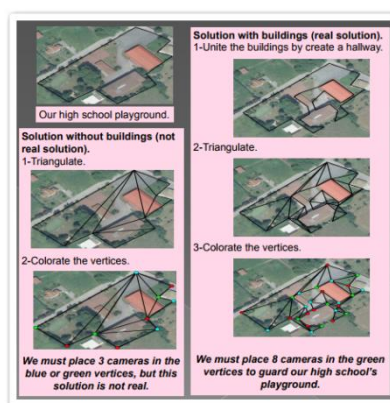 Our high school playground.
Solution without buildings (not
real solution).
1-Triangulate.
2-Colorate the vertices.
We must place 3 cameras in the
blue or green vertices, but this
solution is not real.
Solution with buildings (real solution).
1-Unite the buildings by create a hallway.
2-Triangulate.
3-Colorate the vertices.
We must place 8 cameras in the green
vertices to guard our high school's
playground.